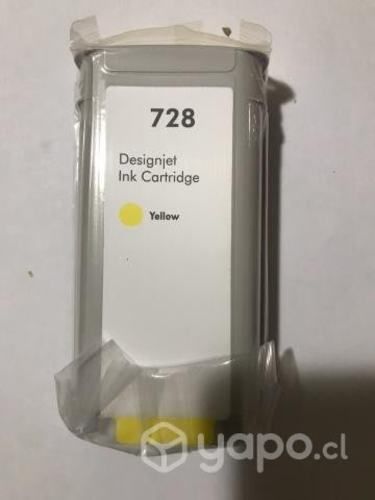 728
Designjet
Ink Cartridge
Yellow
yapo.cl